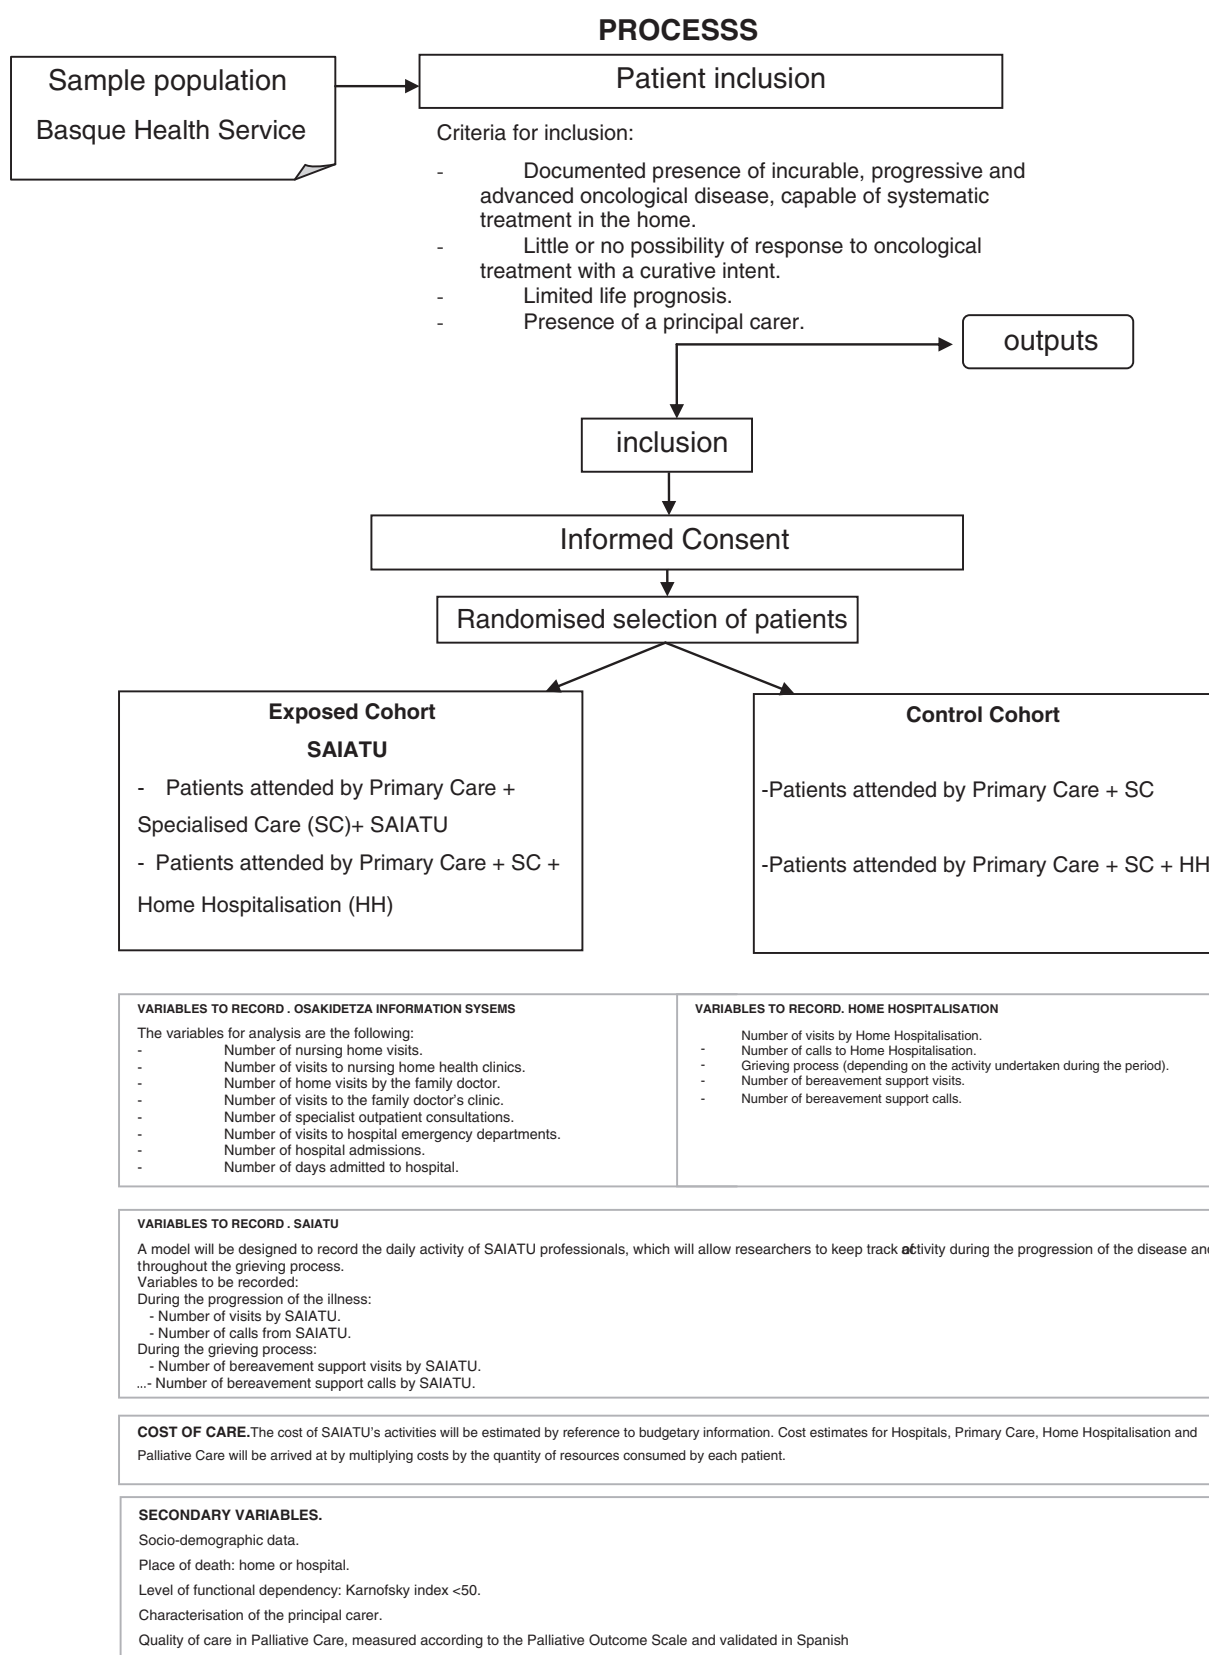 PROCESSS
Sample population
Basque Health Service
Patient inclusion
Criteria for inclusion:
- Documented presence of incurable, progressive and
advanced oncological disease, capable of systematic
treatment in the home.
- Little or no possibility of response to oncological
treatment with a curative intent.
- Limited life prognosis.
- Presence of a principal carer.
outputs
inclusion
Informed Consent
Randomised selection of patients
Exposed Cohort
SAIATU
- Patients attended by Primary Care +
Specialised Care (SC)+ SAIATU
- Patients attended by Primary Care + SC +
Home Hospitalisation (HH)
Control Cohort
-Patients attended by Primary Care + SC
-Patients attended by Primary Care + SC + HH
VARIABLES TO RECORD . OSAKIDETZA INFORMATION SYSEMS
The variables for analysis are the following:
- Number of nursing home visits.
- Number of visits to nursing home health clinics.
- Number of home visits by the family doctor.
- Number of visits to the family doctor's clinic.
- Number of specialist outpatient consultations.
- Number of visits to hospital emergency departments.
- Number of hospital admissions.
- Number of days admitted to hospital.
VARIABLES TO RECORD. HOME HOSPITALISATION
Number of visits by Home Hospitalisation.
- Number of calls to Home Hospitalisation.
- Grieving process (depending on the activity undertaken during the period).
- Number of bereavement support visits.
- Number of bereavement support calls.
VARIABLES TO RECORD . SAIATU
A model will be designed to record the daily activity of SAIATU professionals, which will allow researchers to keep track of activity during the progression of the disease and
throughout the grieving process.
Variables to be recorded:
During the progression of the illness:
- Number of visits by SAIATU.
- Number of calls from SAIATU.
During the grieving process:
- Number of bereavement support visits by SAIATU.
...- Number of bereavement support calls by SAIATU.
COST OF CARE.The cost of SAIATU's activities will be estimated by reference to budgetary information. Cost estimates for Hospitals, Primary Care, Home Hospitalisation and
Palliative Care will be arrived at by multiplying costs by the quantity of resources consumed by each patient.
SECONDARY VARIABLES.
Socio-demographic data.
Place of death: home or hospital.
Level of functional dependency: Karnofsky index <50.
Characterisation of the principal carer.
Quality of care in Palliative Care, measured according to the Palliative Outcome Scale and validated in Spanish